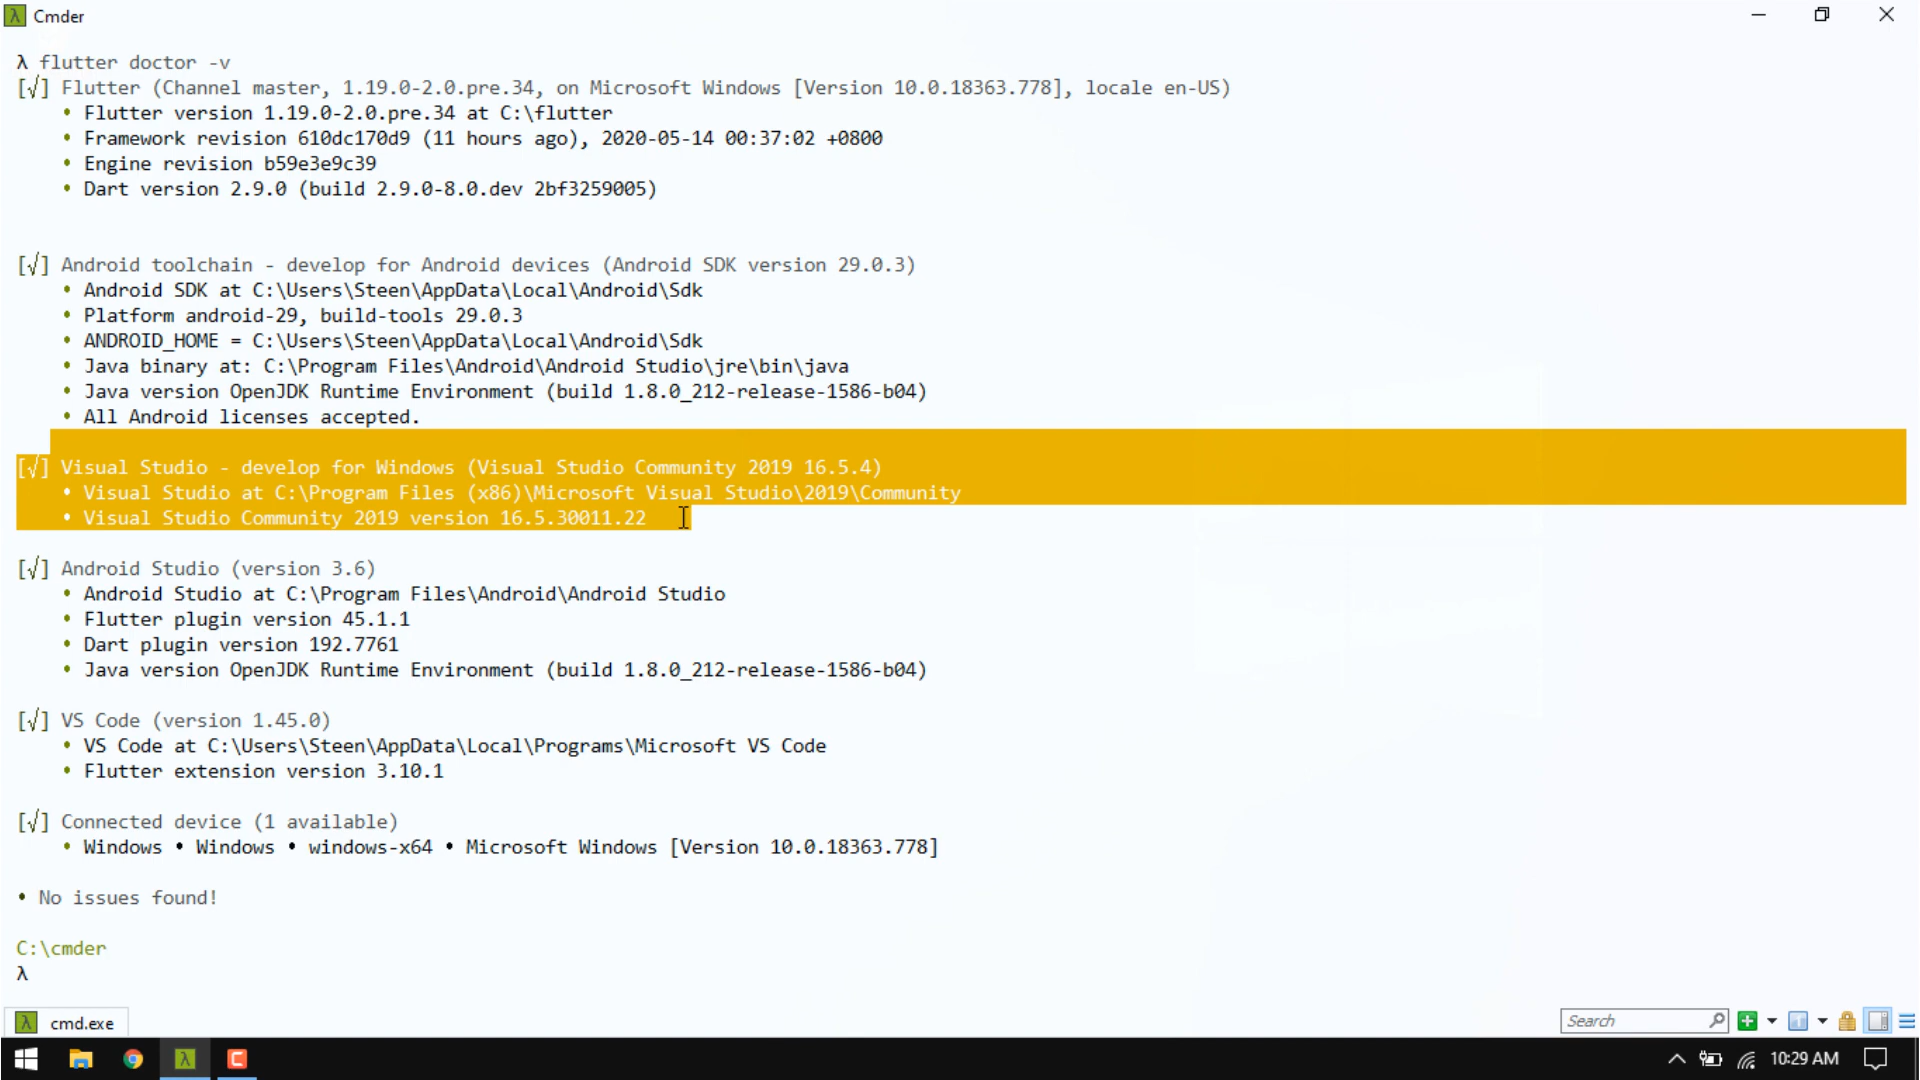 Cmder
λ flutter doctor -v
[√] Flutter (Channel master, 1.19.0-2.0.pre.34, on Microsoft Windows [Version 10.0.18363.778], locale en-US)
• Flutter version 1.19.0-2.0.pre.34 at C:\flutter
• Framework revision 610dc170d9 (11 hours ago), 2020-05-14 00:37:02 +0800
• Engine revision b59e3e9c39
• Dart version 2.9.0 (build 2.9.0-8.0.dev 2bf3259005)
[√] Android toolchain - develop for Android devices (Android SDK version 29.0.3)
• Android SDK at C:\Users\Steen\AppData\Local\Android\Sdk
• Platform android-29, build-tools 29.0.3
• ANDROID_HOME = C:\Users\Steen\AppData\Local\Android\Sdk
• Java binary at: C:\Program Files\Android\Android Studio\jre\bin\java
• Java version OpenJDK Runtime Environment (build 1.8.0_212-release-1586-b04)
• All Android licenses accepted.
[√] Visual Studio - develop for Windows (Visual Studio Community 2019 16.5.4)
• Visual Studio at C:\Program Files (x86)\Microsoft Visual Studio\2019\Community
• Visual Studio Community 2019 version 16.5.30011.22
[√] Android Studio (version 3.6)
• Android Studio at C:\Program Files\Android\Android Studio
• Flutter plugin version 45.1.1
• Dart plugin version 192.7761
• Java version OpenJDK Runtime Environment (build 1.8.0_212-release-1586-b04)
[√] VS Code (version 1.45.0)
• VS Code at C:\Users\Steen\AppData\Local\Programs\Microsoft VS Code
• Flutter extension version 3.10.1
[√] Connected device (1 available)
• Windows • Windows • windows-x64 • Microsoft Windows [Version 10.0.18363.778]
• No issues found!
C:\cmder
λ
λ cmd.exe
Search
λ C 10:29 AM